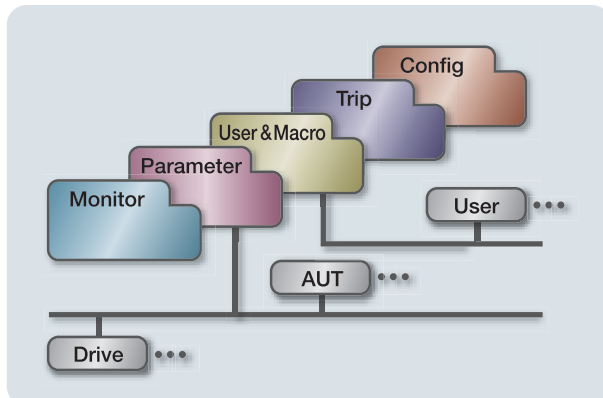 Config
Trip
User & Macro
Parameter
Monitor
User
AUT
Drive